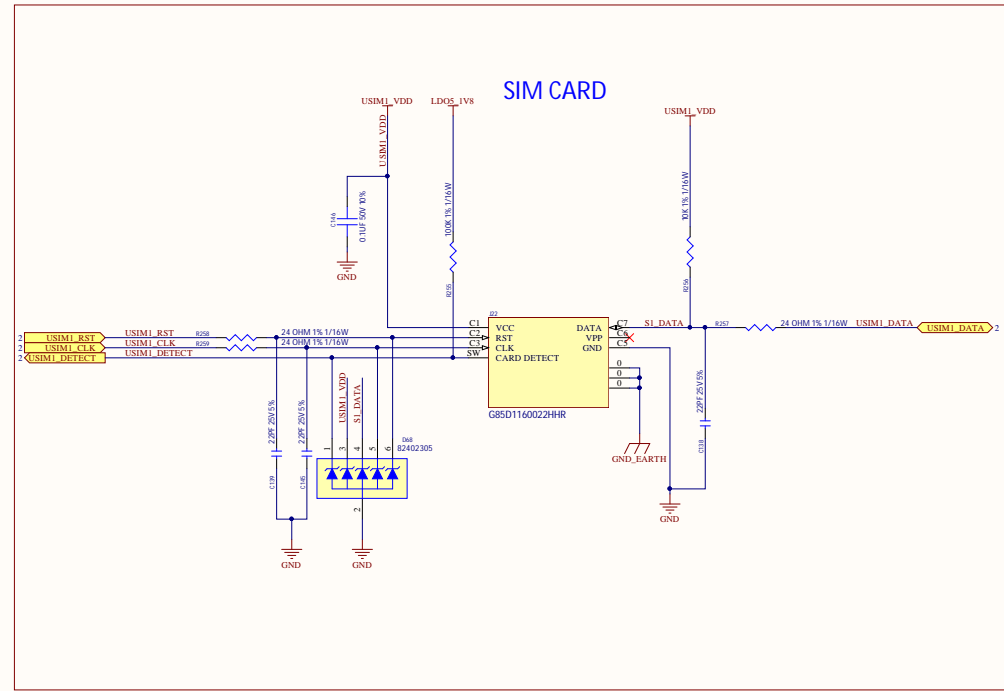 SIM CARD
USIM1_VDD
LDO5_1V8
USIM1_VDD
USIM1_VDD
C146
0.1UF 50V 10%
GND
100K 1% 1/16W
R255
10K 1% 1/16W
R256
J22
C1 VCC
C2 RST
C3 CLK
SW CARD DETECT
DATA C7
VPP C6
GND C5
0
0
0
G85D1160022HHR
S1_DATA
R257
24 OHM 1% 1/16W
USIM1_DATA
USIM1_DATA 2
2 USIM1_RST
USIM1_RST
R258
24 OHM 1% 1/16W
2 USIM1_CLK
USIM1_CLK
R259
24 OHM 1% 1/16W
2 USIM1_DETECT
USIM1_DETECT
22PF 25V 5%
C139
22PF 25V 5%
C145
USIM1_VDD
S1_DATA
1
3
4
5
6
D68
82402305
2
GND
GND
GND_EARTH
22PF 25V 5%
C138
GND